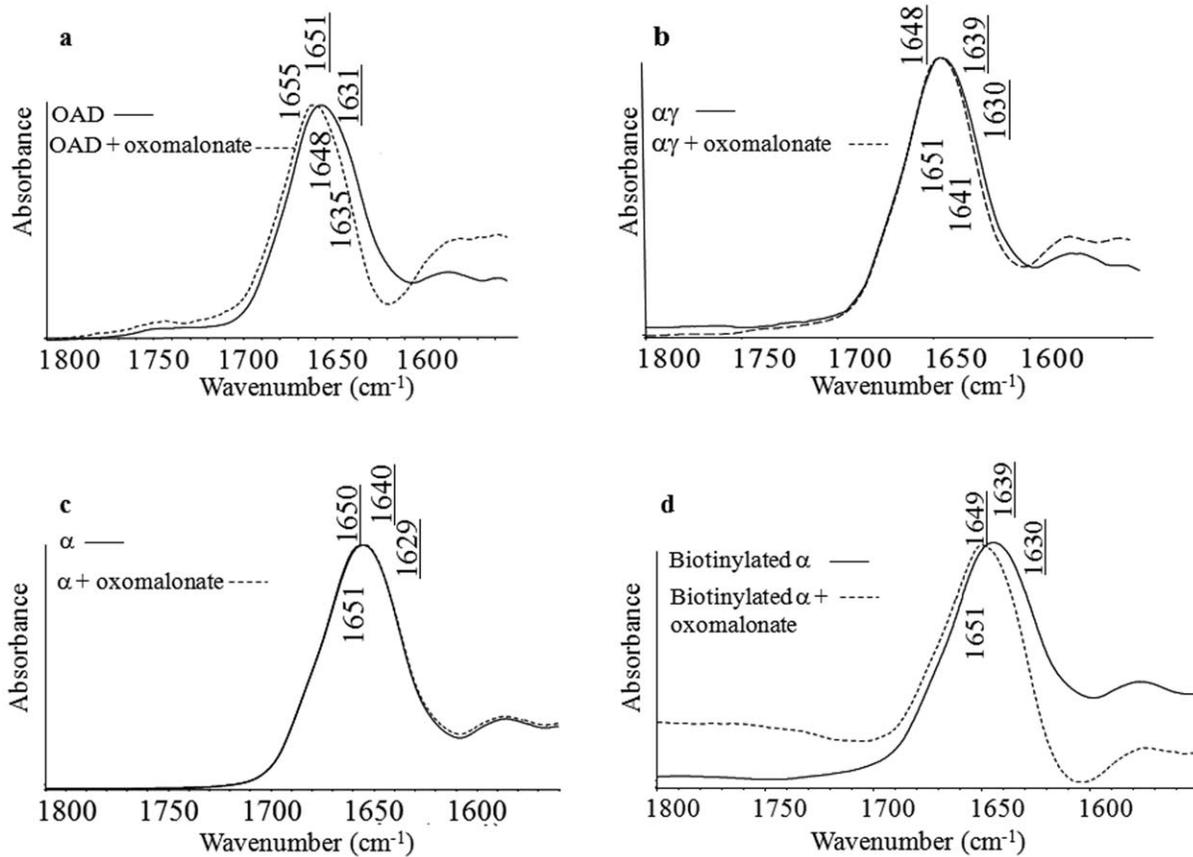 a
1655
1651
1631
1648
1635
OAD
OAD + oxomalonate
Absorbance
1800 1750 1700 1650 1600
Wavenumber (cm-1)
b
1648
1639
1630
1651
1641
αγ
αγ + oxomalonate
Absorbance
1800 1750 1700 1650 1600
Wavenumber (cm-1)
c
1650
1640
1629
1651
α
α + oxomalonate
Absorbance
1800 1750 1700 1650 1600
Wavenumber (cm-1)
d
1649
1639
1630
1651
Biotinylated α
Biotinylated α +
oxomalonate
Absorbance
1800 1750 1700 1650 1600
Wavenumber (cm-1)